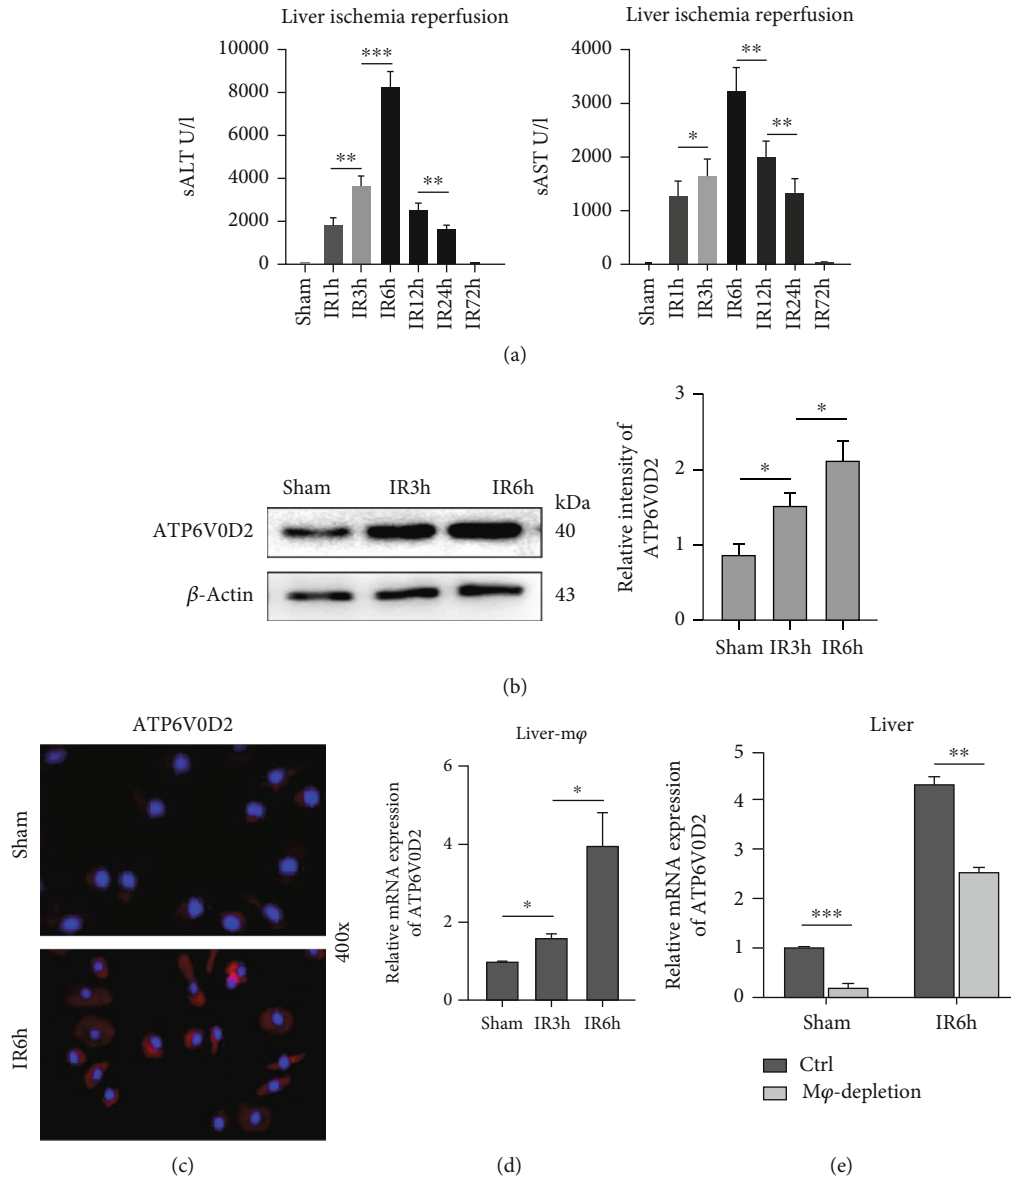 Liver ischemia reperfusion
sALT U/l
10000
8000
6000
4000
2000
0
***
**
**
Sham
IR1h
IR3h
IR6h
IR12h
IR24h
IR72h
Liver ischemia reperfusion
sAST U/l
4000
3000
2000
1000
0
*
**
**
Sham
IR1h
IR3h
IR6h
IR12h
IR24h
IR72h
(a)
Sham IR3h IR6h
kDa
ATP6V0D2 40
β-Actin 43
Relative intensity of
ATP6V0D2
3
2
1
0
*
*
Sham IR3h IR6h
(b)
ATP6V0D2
Sham
IR6h
400x
(c)
Liver-mφ
Relative mRNA expression
of ATP6V0D2
6
4
2
0
*
*
Sham IR3h IR6h
(d)
Liver
Relative mRNA expression
of ATP6V0D2
5
4
3
2
1
0
***
**
Sham IR6h
Ctrl
Mφ-depletion
(e)